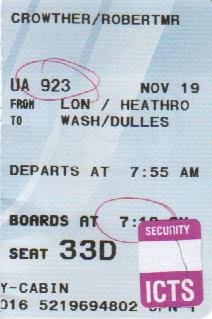 CROWTHER/ROBERTMR
UA 923 NOV 19
FROM LON / HEATHRO
TO WASH/DULLES
DEPARTS AT 7:55 AM
BOARDS AT
SEAT 33D
SECURITY
ICTS
Y-CABIN
016 5219694802